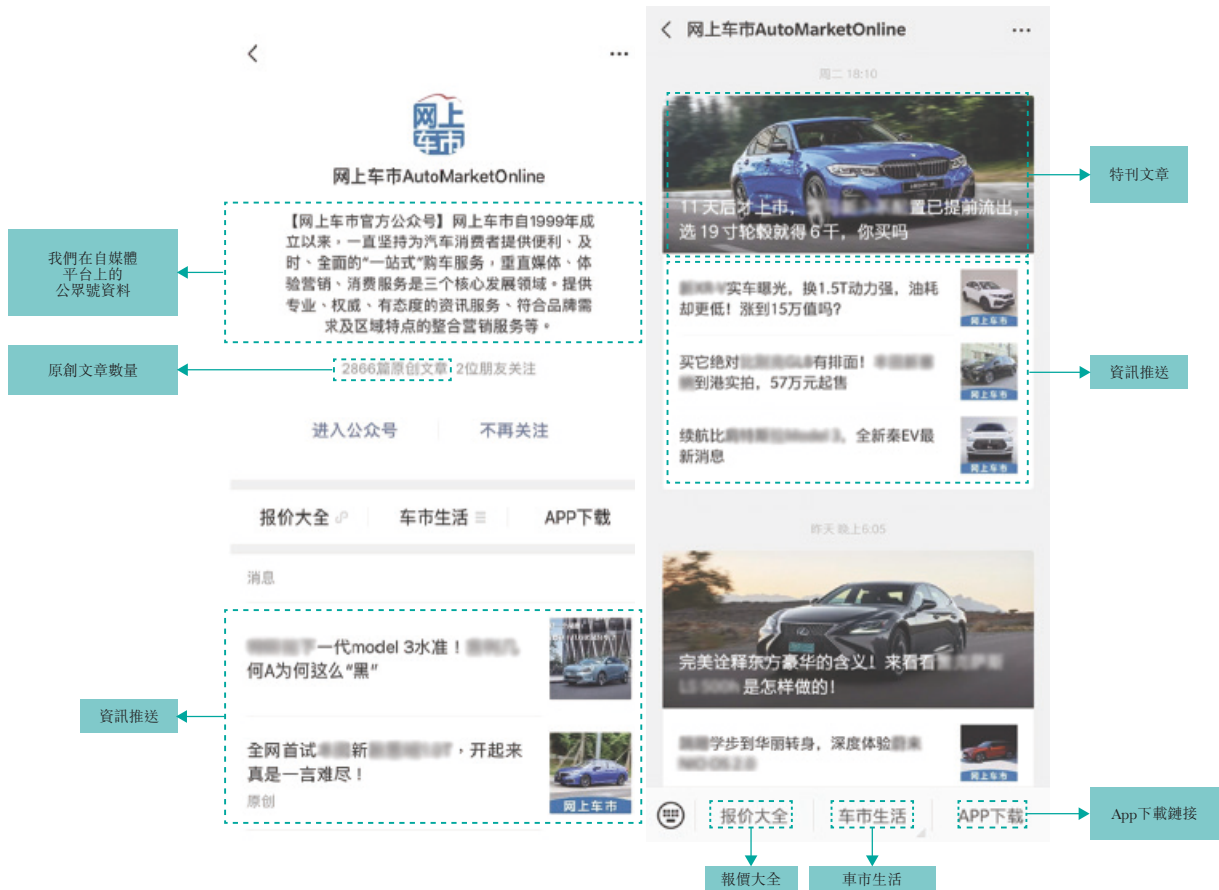 网上
车市
网上车市AutoMarketOnline
【网上车市官方公众号】网上车市自1999年成
立以来，一直坚持为汽车消费者提供便利、及
时、全面的“一站式”购车服务，重直媒体、体
验营销、消费服务是三个核心发展领域。提供
专业、权威、有态度的资讯服务、符合品牌需
求及区域特点的整合营销服务等。
2866篇原创文章 2位朋友关注
进入公众号 不再关注
报价大全 车市生活 APP下载
消息
一代model 3水准！
何A为何这么“黑”
全网首试 新 ，开起来
真是一言难尽！
原创
网上车市
我們在自媒體
平台上的
公眾號資料
原創文章數量
資訊推送
网上车市AutoMarketOnline
周二 18:10
11天后才上市， 置已提前流出，
选19寸轮毂就得6千，你买吗
实车曝光，换1.5T动力强，油耗
却更低！涨到15万值吗？
网上车市
买它绝对 有排面！
到港实拍，57万元起售
网上车市
续航比 ，全新秦EV最
新消息
网上车市
昨天 晚上6:05
完美诠释东方豪华的含义！来看看
是怎样做的！
学步到华丽转身，深度体验
网上车市
报价大全 车市生活 APP下载
特刊文章
資訊推送
App下載鏈接
報價大全
車市生活